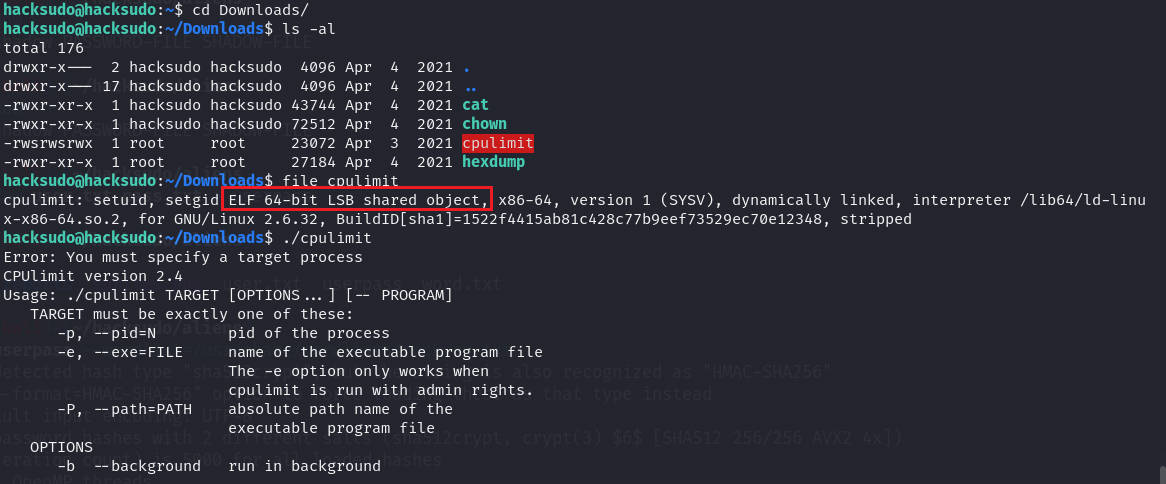 hacksudo@hacksudo:~$ cd Downloads/
hacksudo@hacksudo:~/Downloads$ ls -al
total 176
drwxr-x---  2 hacksudo hacksudo  4096 Apr  4  2021 .
drwxr-x--- 17 hacksudo hacksudo  4096 Apr  4  2021 ..
-rwxr-xr-x  1 hacksudo hacksudo 43744 Apr  4  2021 cat
-rwxr-xr-x  1 hacksudo hacksudo 72512 Apr  4  2021 chown
-rwsrwsrwx  1 root     root     23072 Apr  3  2021 cpulimit
-rwxr-xr-x  1 root     root     27184 Apr  4  2021 hexdump
hacksudo@hacksudo:~/Downloads$ file cpulimit
cpulimit: setuid, setgid ELF 64-bit LSB shared object, x86-64, version 1 (SYSV), dynamically linked, interpreter /lib64/ld-linu
x-x86-64.so.2, for GNU/Linux 2.6.32, BuildID[sha1]=1522f4415ab81c428c77b9eef73529ec70e12348, stripped
hacksudo@hacksudo:~/Downloads$ ./cpulimit
Error: You must specify a target process
CPUlimit version 2.4
Usage: ./cpulimit TARGET [OPTIONS...] [-- PROGRAM]
   TARGET must be exactly one of these:
      -p, --pid=N        pid of the process
      -e, --exe=FILE     name of the executable program file
                         The -e option only works when
                         cpulimit is run with admin rights.
      -P, --path=PATH    absolute path name of the
                         executable program file
   OPTIONS
      -b  --background   run in background